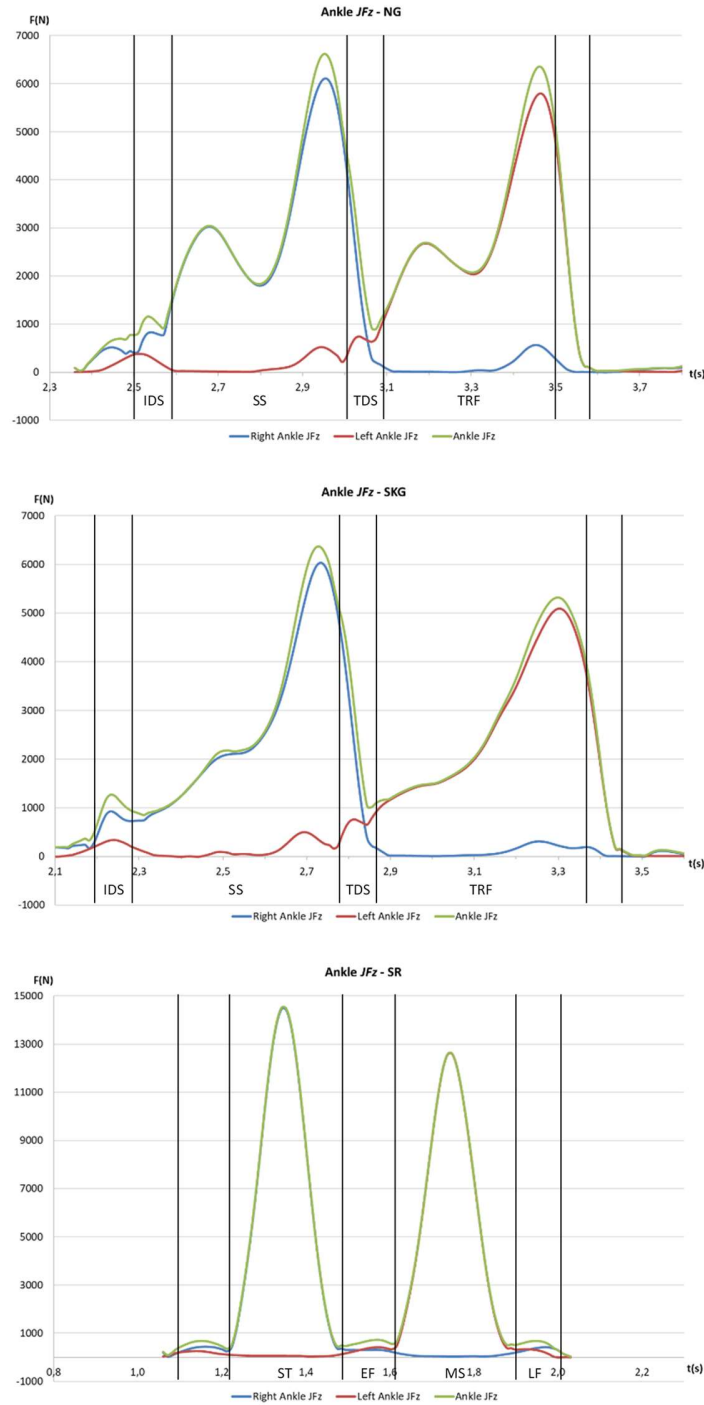 Ankle JFz - NG
F(N)
7000
6000
5000
4000
3000
2000
1000
0
-1000
2,3 2,5 2,7 2,9 3,1 3,3 3,5 3,7 t(s)
IDS SS TDS TRF
Right Ankle JFz Left Ankle JFz Ankle JFz
Ankle JFz - SKG
F(N)
7000
6000
5000
4000
3000
2000
1000
0
-1000
2,1 2,3 2,5 2,7 2,9 3,1 3,3 3,5 t(s)
IDS SS TDS TRF
Right Ankle JFz Left Ankle JFz Ankle JFz
Ankle JFz - SR
F(N)
15000
13000
11000
9000
7000
5000
3000
1000
-1000
0,8 1,0 1,2 1,4 1,6 1,8 2,0 2,2 t(s)
ST EF MS LF
Right Ankle JFz Left Ankle JFz Ankle JFz